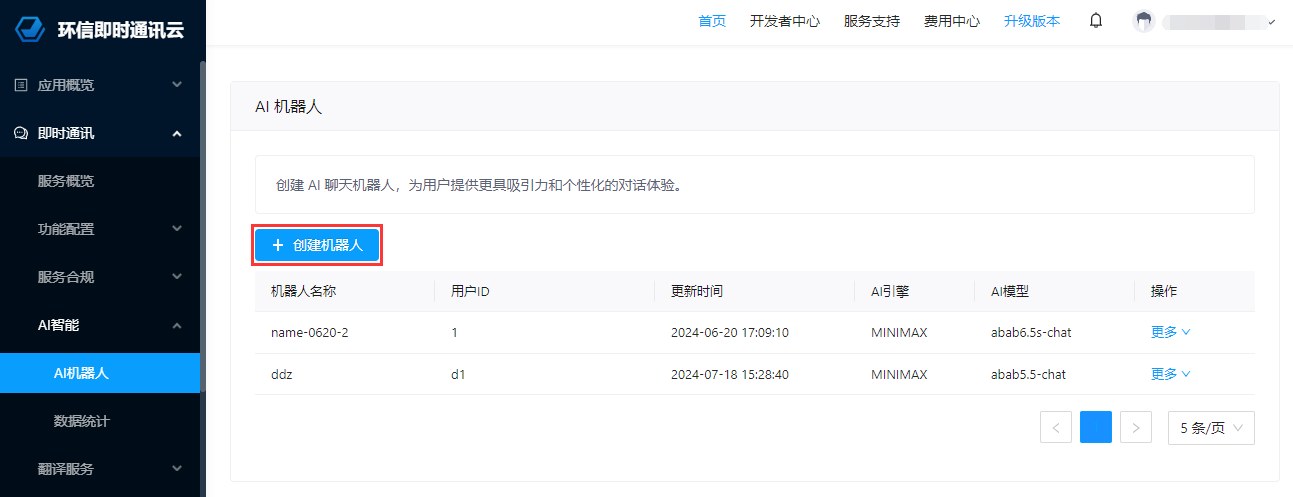 环信即时通讯云
首页 开发者中心 服务支持 费用中心 升级版本
应用概览
即时通讯
服务概览
功能配置
服务合规
AI智能
AI机器人
数据统计
翻译服务
AI 机器人
创建 AI 聊天机器人，为用户提供更具吸引力和个性化的对话体验。
+ 创建机器人
机器人名称 用户ID 更新时间 AI引擎 AI模型 操作
name-0620-2 1 2024-06-20 17:09:10 MINIMAX abab6.5s-chat 更多
ddz d1 2024-07-18 15:28:40 MINIMAX abab5.5-chat 更多
< > 5 条/页